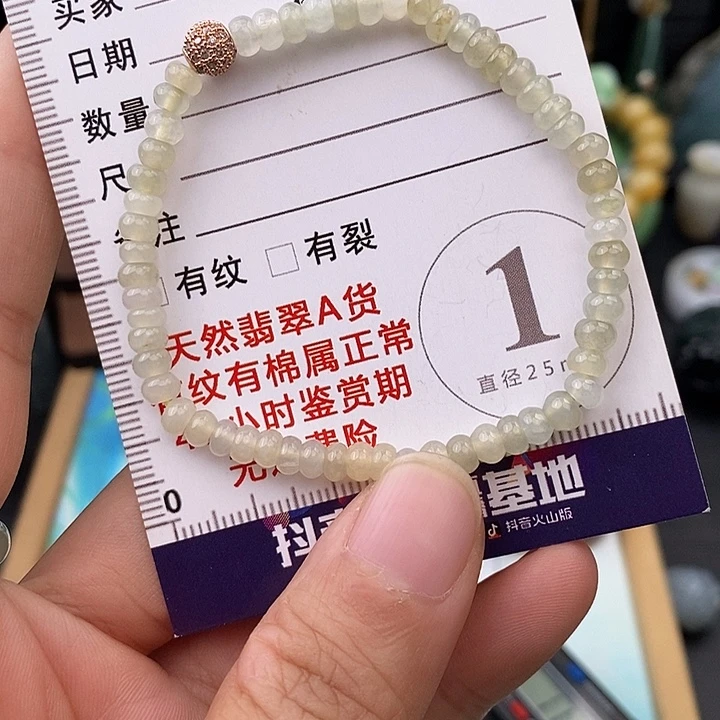 买家
日期
数量
尺
注
有纹 有裂
天然翡翠A货
纹有棉属正常
小时鉴赏期
1
直径25m
0
抖 基地
抖音火山版